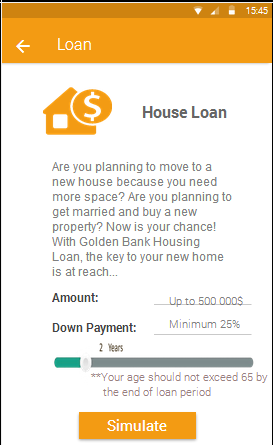 15:45
Loan
$
House Loan
Are you planning to move to a
new house because you need
more space? Are you planning to
get married and buy a new
property? Now is your chance!
With Golden Bank Housing
Loan, the key to your new home
is at reach...
Amount: Up to 500 000$
Down Payment: Minimum 25%
2 Years
**Your age should not exceed 65 by
the end of loan period
Simulate